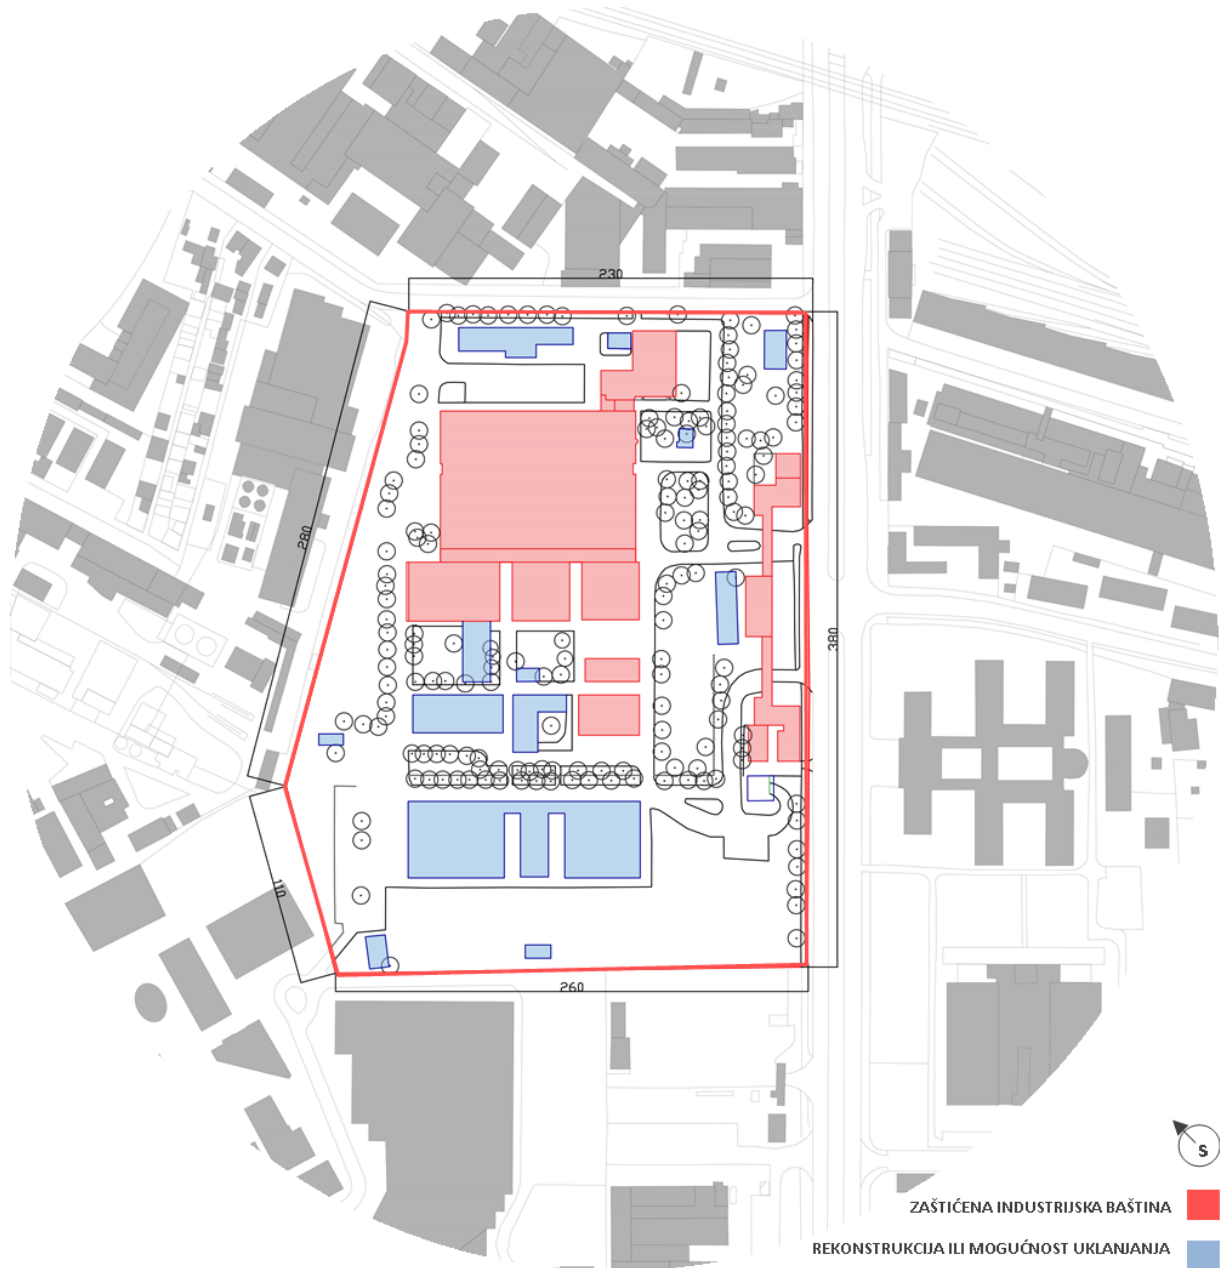 230
280
380
110
260
S
ZAŠTIĆENA INDUSTRIJSKA BAŠTINA
REKONSTRUKCIJA ILI MOGUĆNOST UKLANJANJA